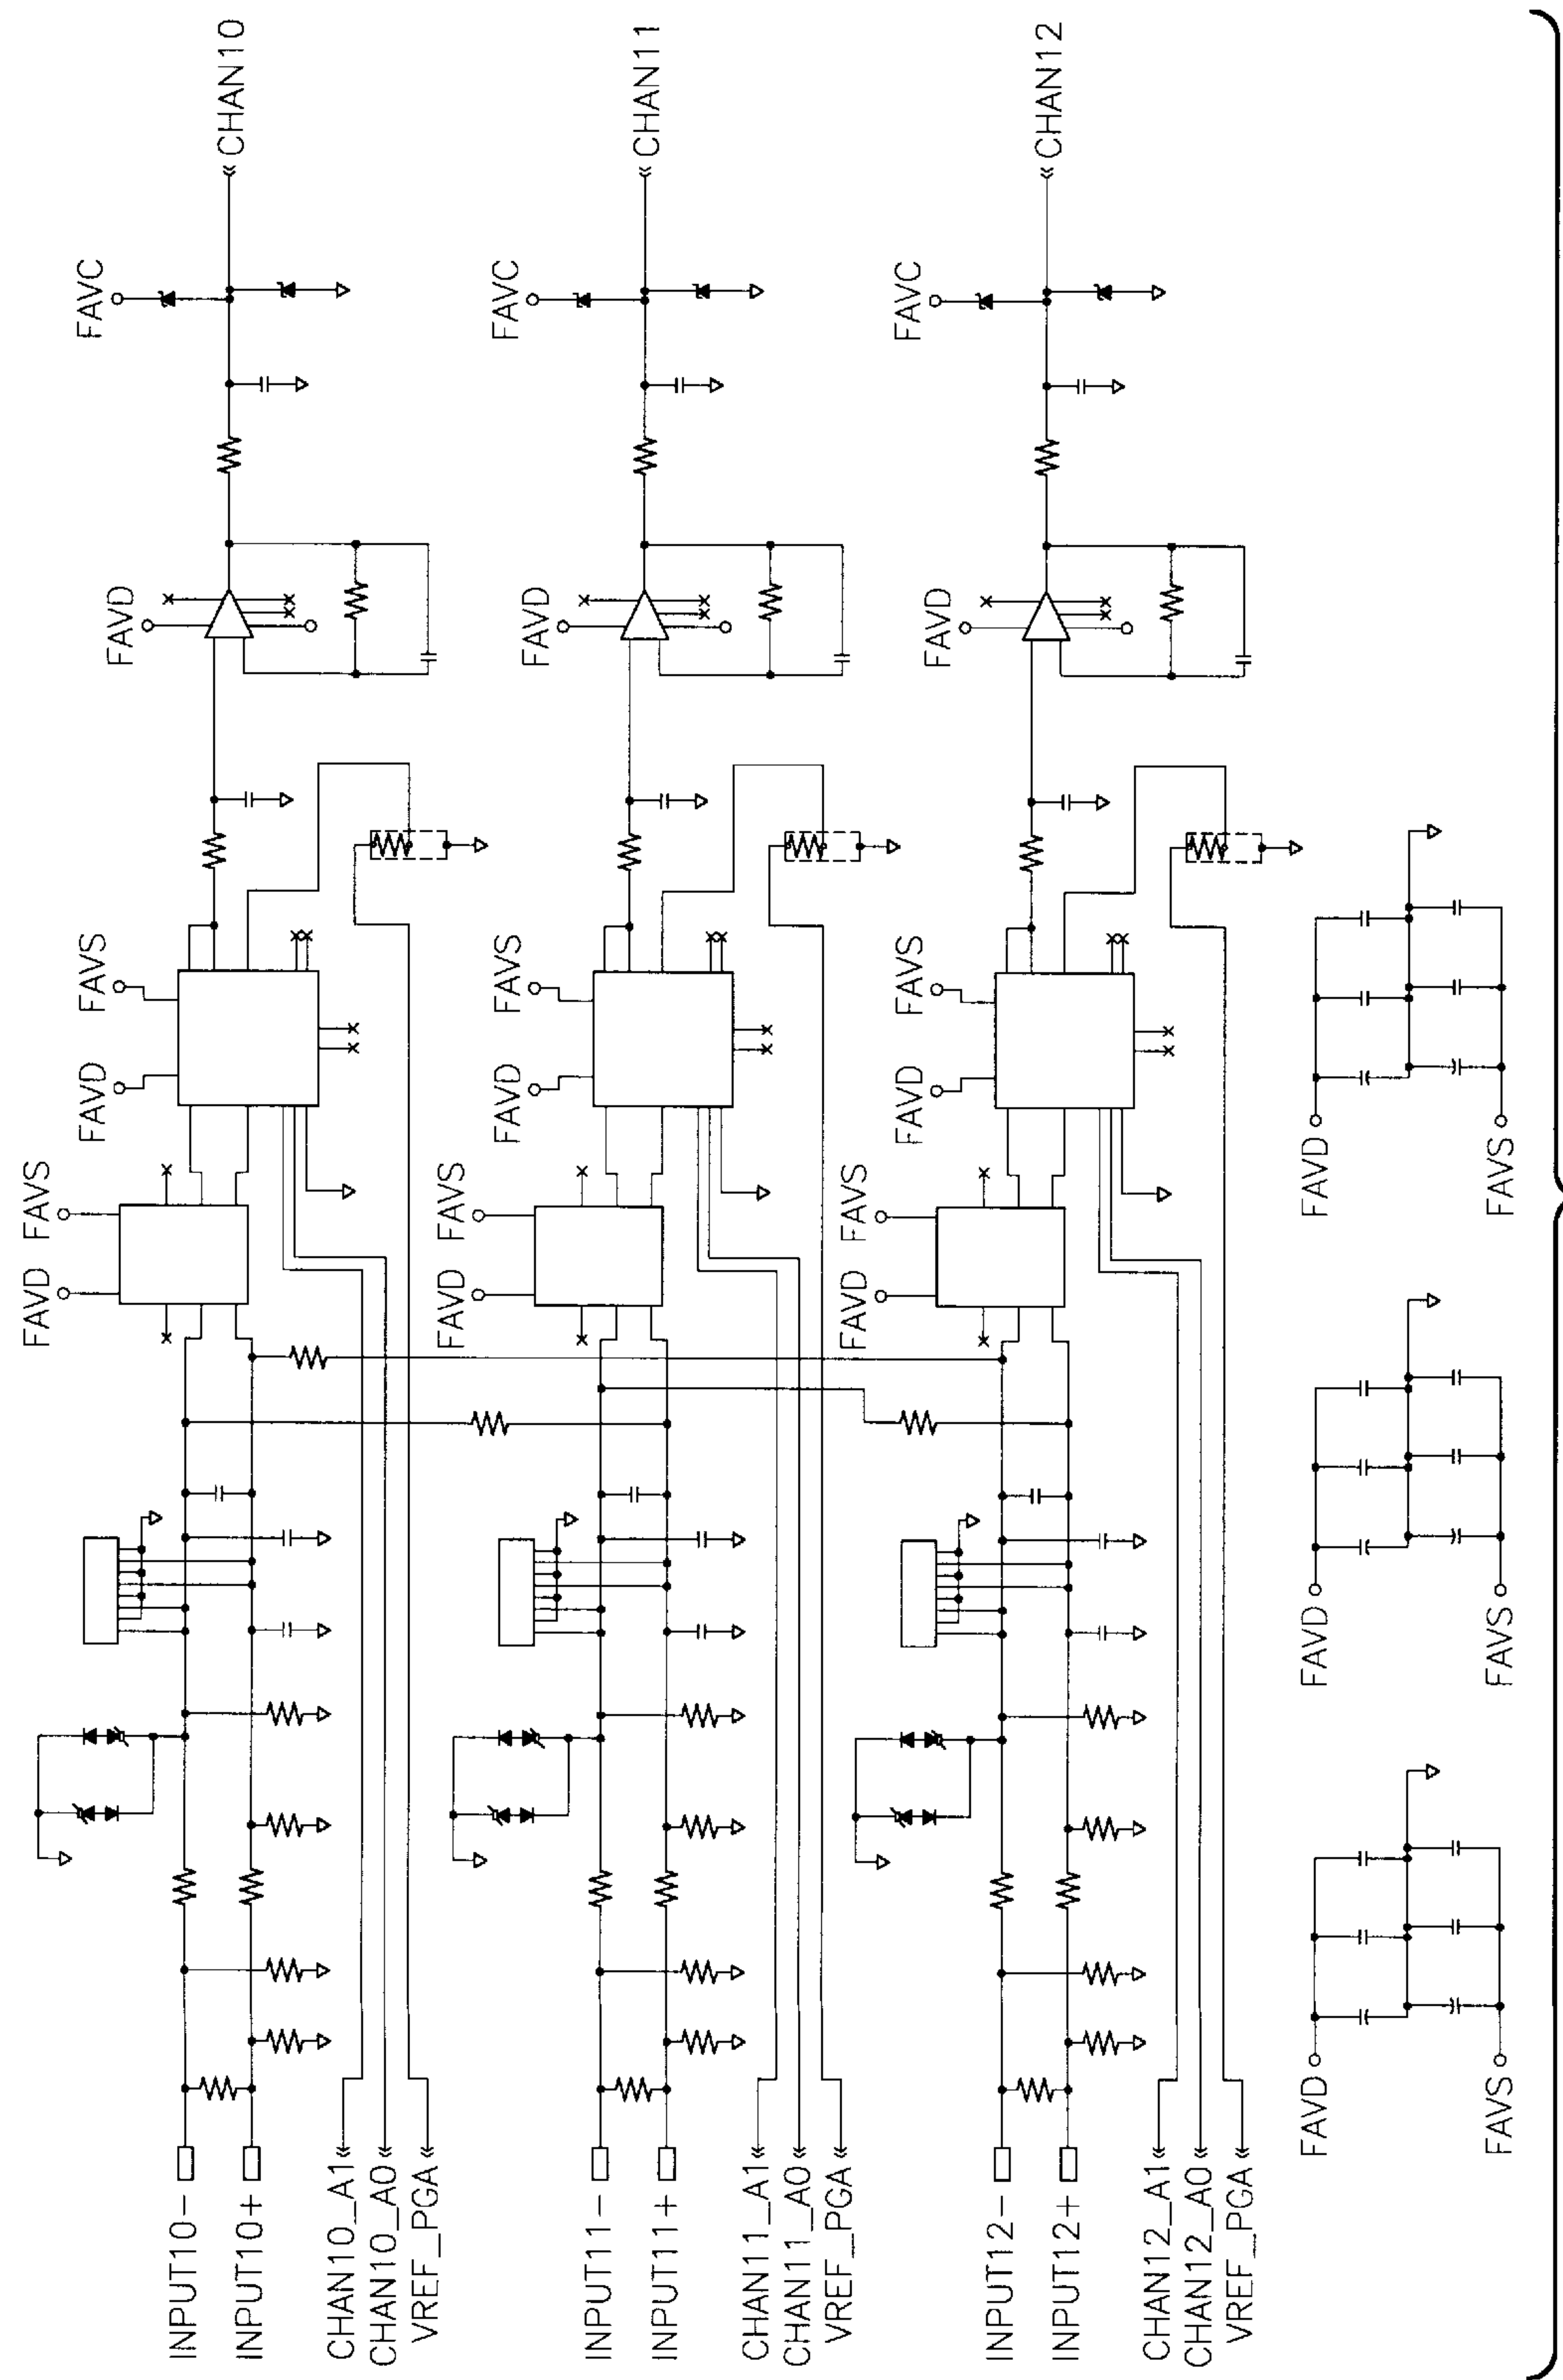 CHAN10
FAVC
FAVD
FAVS
FAVD
FAVS
FAVD
INPUT10-
INPUT10+
CHAN10_A1
CHAN10_A0
VREF_PGA
CHAN11
FAVC
FAVD
FAVS
FAVD
FAVS
FAVD
INPUT11-
INPUT11+
CHAN11_A1
CHAN11_A0
VREF_PGA
CHAN12
FAVC
FAVD
FAVS
FAVD
FAVS
FAVD
INPUT12-
INPUT12+
CHAN12_A1
CHAN12_A0
VREF_PGA
FAVD
FAVS
FAVD
FAVS
FAVD
FAVS